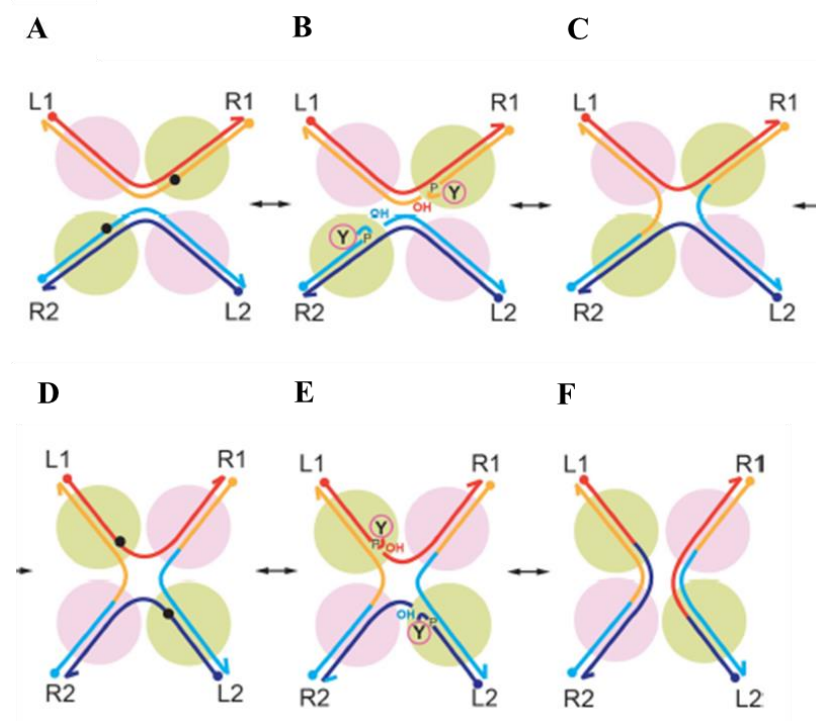 A B C
L1 R1 L1 R1 L1 R1
P Y
OH OH
Y P
R2 L2 R2 L2 R2 L2
D E F
L1 R1 L1 R1 L1 R1
Y
P OH
OH P
Y
R2 L2 R2 L2 R2 L2